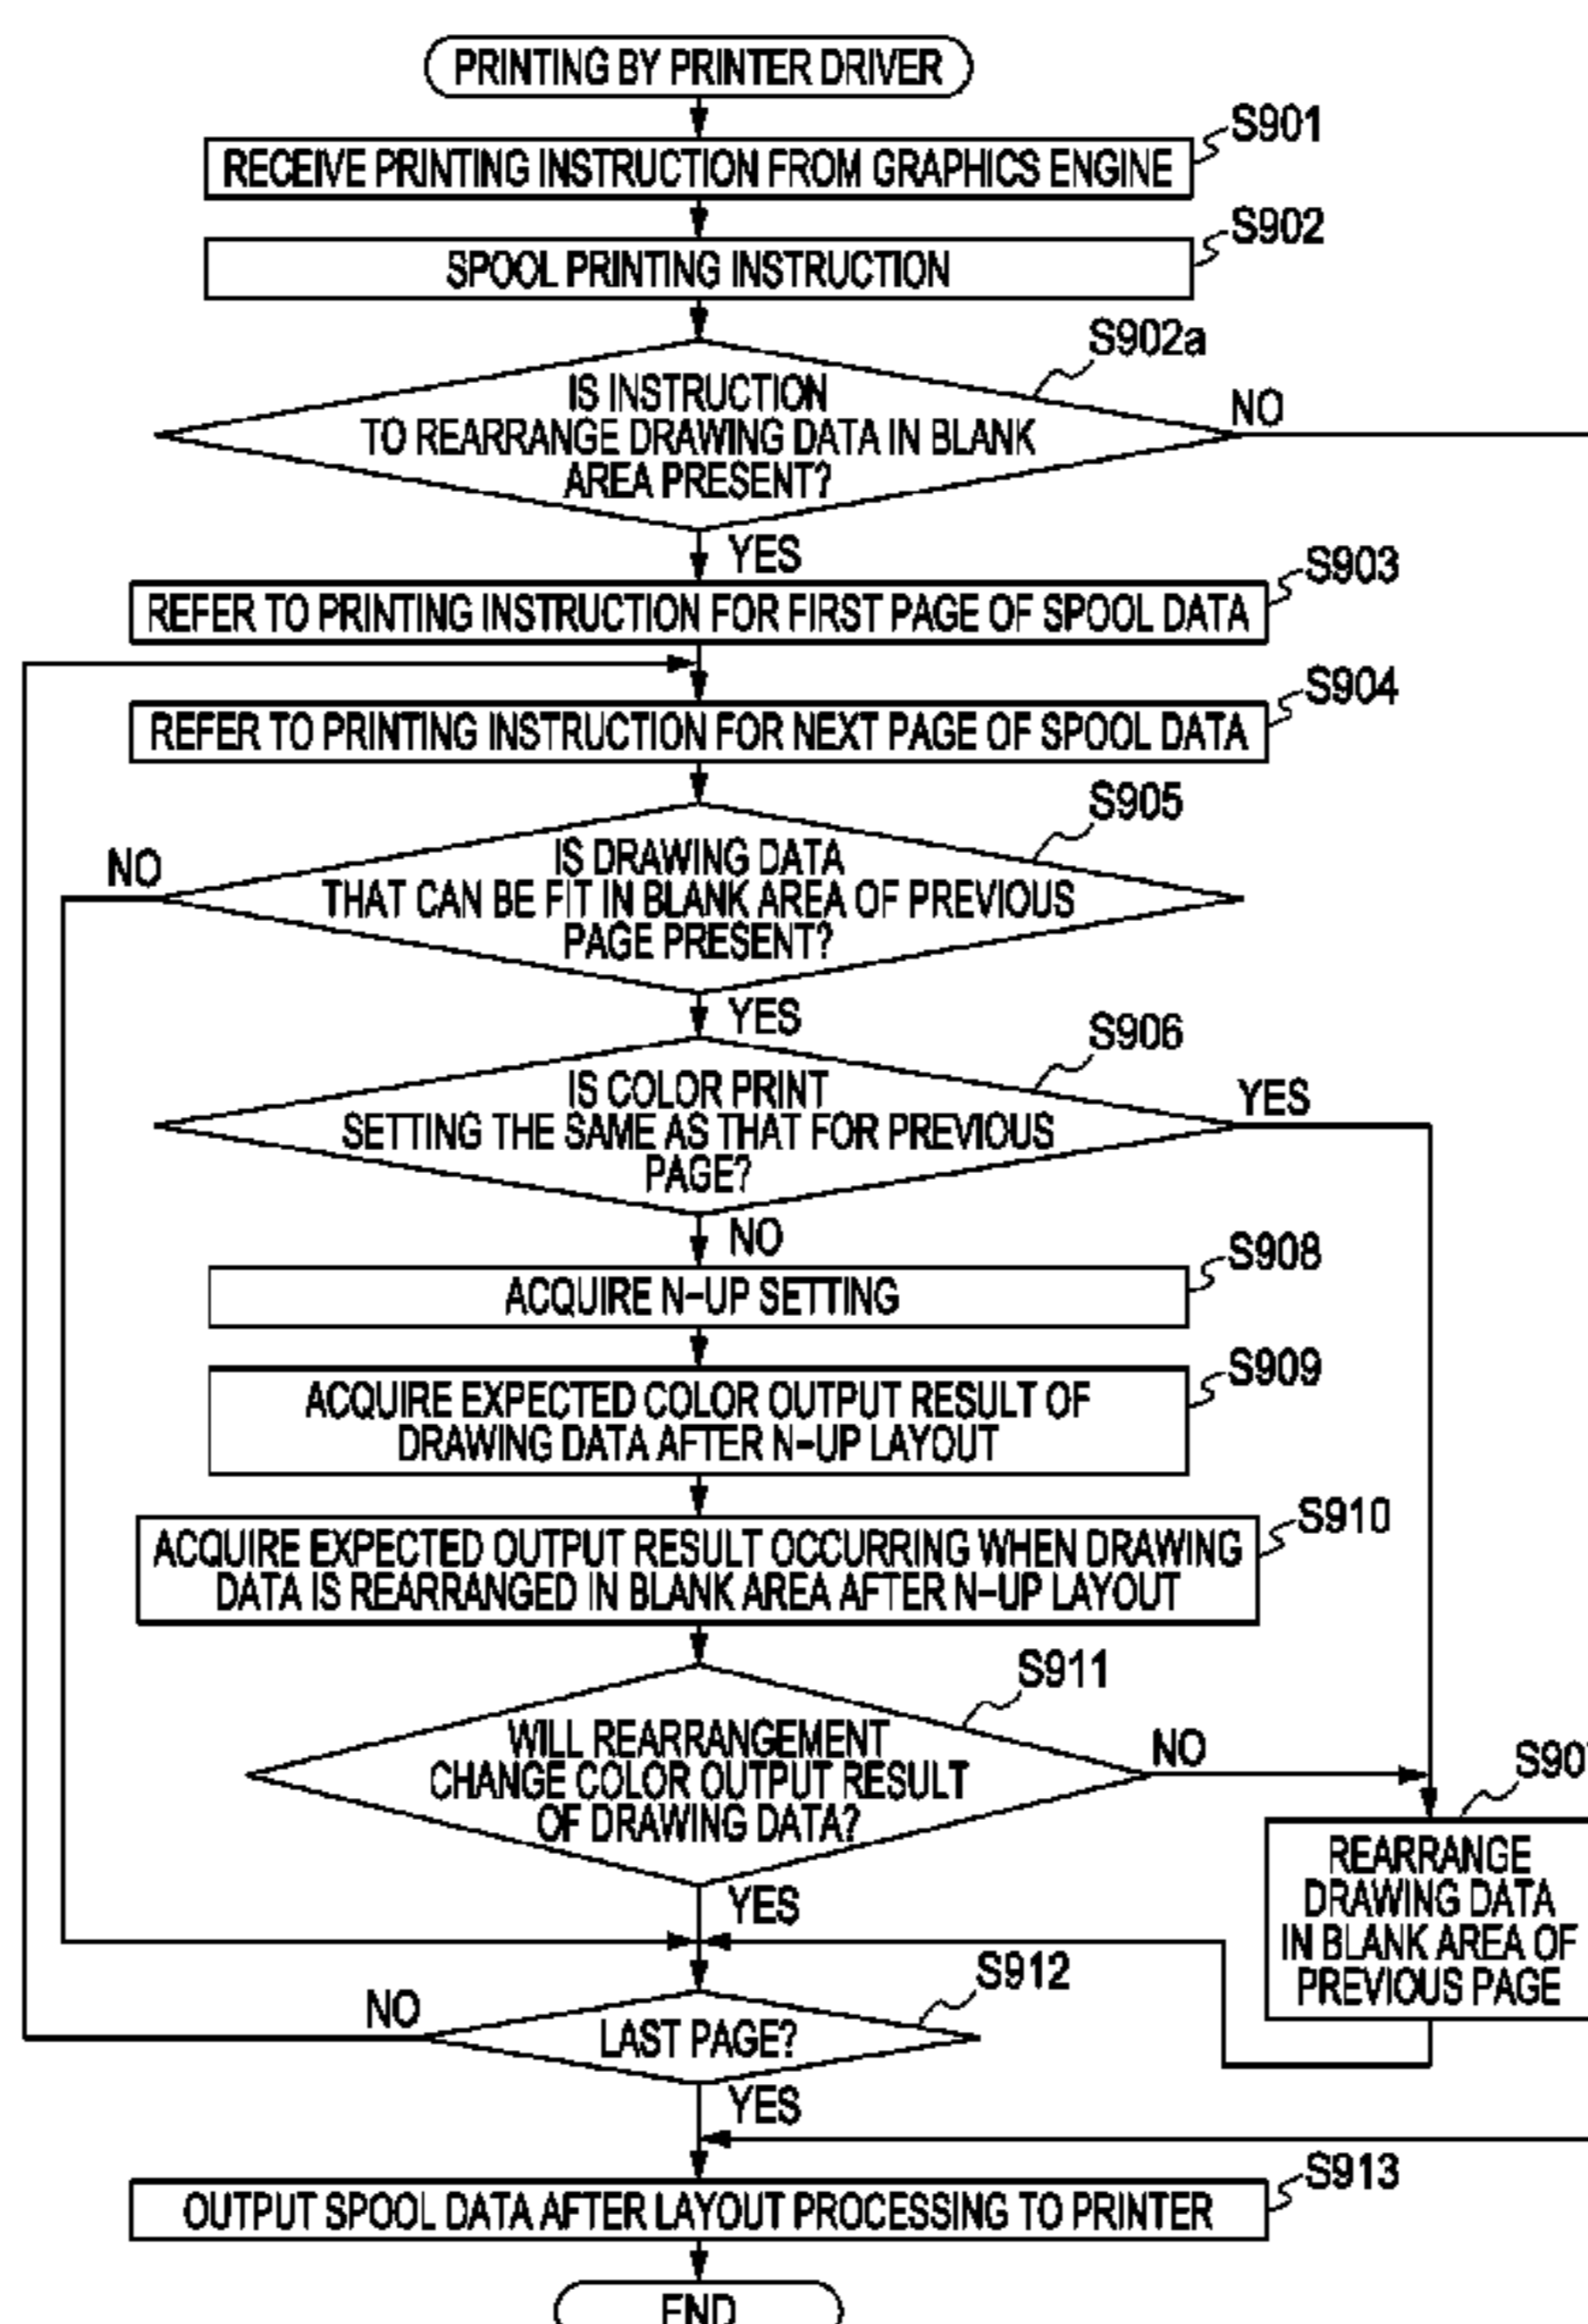 PRINTING BY PRINTER DRIVER
S901
RECEIVE PRINTING INSTRUCTION FROM GRAPHICS ENGINE
S902
SPOOL PRINTING INSTRUCTION
S902a
IS INSTRUCTION
TO REARRANGE DRAWING DATA IN BLANK
AREA PRESENT?
NO
YES
S903
REFER TO PRINTING INSTRUCTION FOR FIRST PAGE OF SPOOL DATA
S904
REFER TO PRINTING INSTRUCTION FOR NEXT PAGE OF SPOOL DATA
S905
IS DRAWING DATA
THAT CAN BE FIT IN BLANK AREA OF PREVIOUS
PAGE PRESENT?
NO
YES
S906
IS COLOR PRINT
SETTING THE SAME AS THAT FOR PREVIOUS
PAGE?
YES
NO
S908
ACQUIRE N-UP SETTING
S909
ACQUIRE EXPECTED COLOR OUTPUT RESULT OF
DRAWING DATA AFTER N-UP LAYOUT
S910
ACQUIRE EXPECTED OUTPUT RESULT OCCURRING WHEN DRAWING
DATA IS REARRANGED IN BLANK AREA AFTER N-UP LAYOUT
S911
WILL REARRANGEMENT
CHANGE COLOR OUTPUT RESULT
OF DRAWING DATA?
NO
YES
REARRANGE
DRAWING DATA
IN BLANK AREA OF
PREVIOUS PAGE
S912
LAST PAGE?
NO
YES
S913
OUTPUT SPOOL DATA AFTER LAYOUT PROCESSING TO PRINTER
END